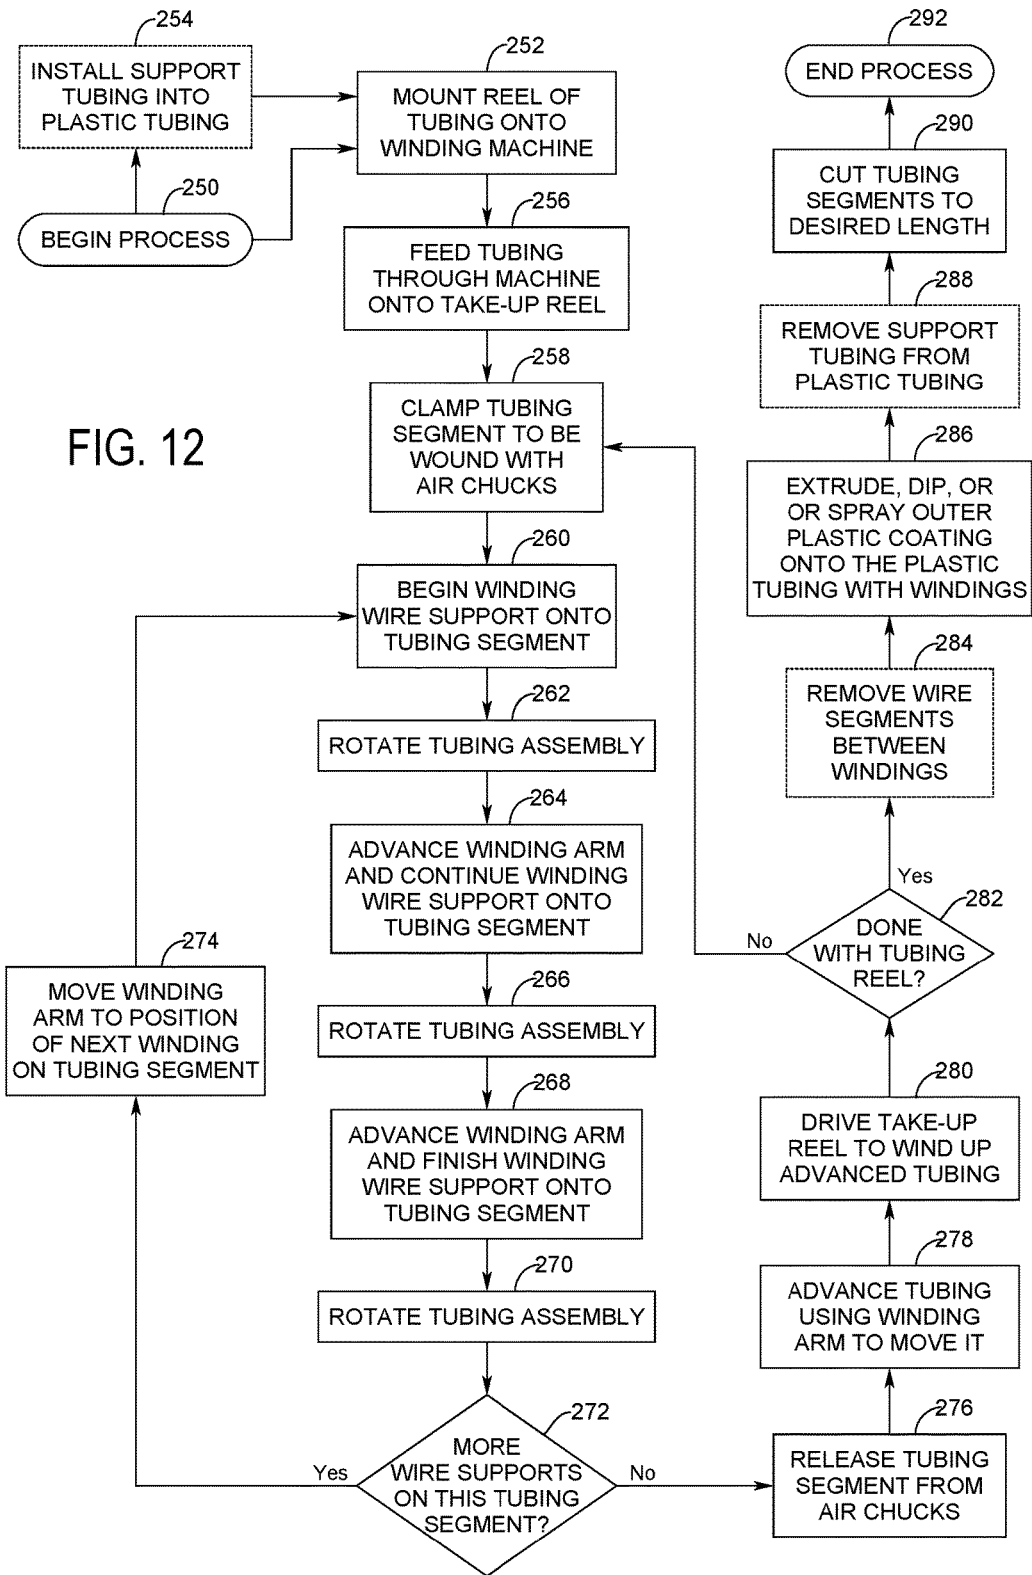 254
INSTALL SUPPORT
TUBING INTO
PLASTIC TUBING
250
BEGIN PROCESS
252
MOUNT REEL OF
TUBING ONTO
WINDING MACHINE
256
FEED TUBING
THROUGH MACHINE
ONTO TAKE-UP REEL
258
CLAMP TUBING
SEGMENT TO BE
WOUND WITH
AIR CHUCKS
FIG. 12
260
BEGIN WINDING
WIRE SUPPORT ONTO
TUBING SEGMENT
262
ROTATE TUBING ASSEMBLY
264
ADVANCE WINDING ARM
AND CONTINUE WINDING
WIRE SUPPORT ONTO
TUBING SEGMENT
266
ROTATE TUBING ASSEMBLY
268
ADVANCE WINDING ARM
AND FINISH WINDING
WIRE SUPPORT ONTO
TUBING SEGMENT
270
ROTATE TUBING ASSEMBLY
272
MORE
WIRE SUPPORTS
ON THIS TUBING
SEGMENT?
Yes
No
274
MOVE WINDING
ARM TO POSITION
OF NEXT WINDING
ON TUBING SEGMENT
276
RELEASE TUBING
SEGMENT FROM
AIR CHUCKS
278
ADVANCE TUBING
USING WINDING
ARM TO MOVE IT
280
DRIVE TAKE-UP
REEL TO WIND UP
ADVANCED TUBING
282
DONE
WITH TUBING
REEL?
No
Yes
284
REMOVE WIRE
SEGMENTS
BETWEEN
WINDINGS
286
EXTRUDE, DIP, OR
OR SPRAY OUTER
PLASTIC COATING
ONTO THE PLASTIC
TUBING WITH WINDINGS
288
REMOVE SUPPORT
TUBING FROM
PLASTIC TUBING
290
CUT TUBING
SEGMENTS TO
DESIRED LENGTH
292
END PROCESS